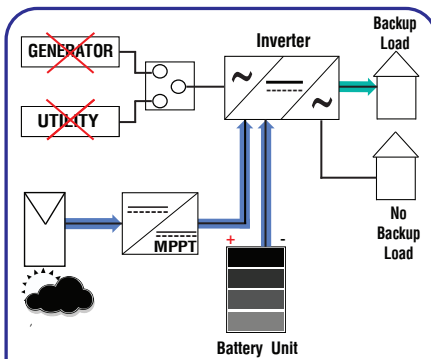 GENERATOR
UTILITY
Inverter
Backup
Load
No
Backup
Load
MPPT
+ -
Battery Unit